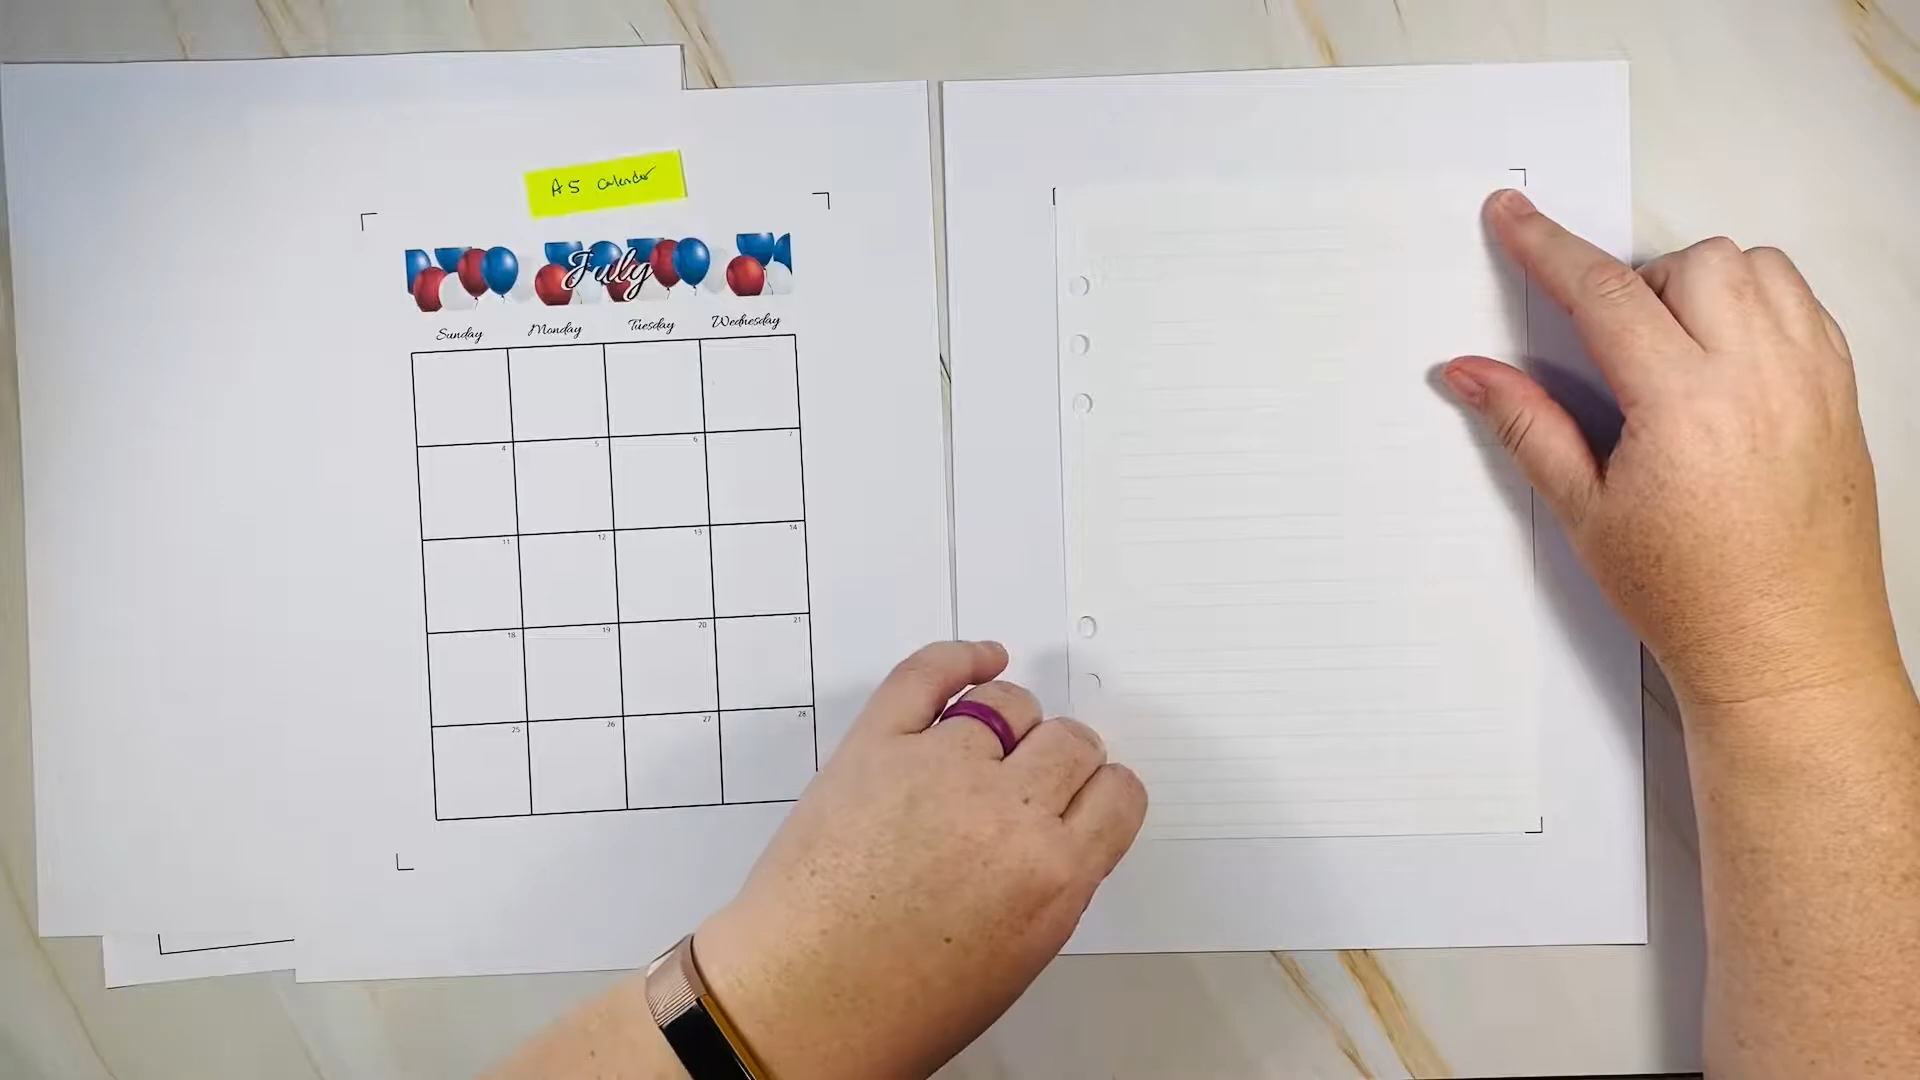 A5 Calendar
July
Sunday Monday Tuesday Wednesday
4 5 6 7
11 12 13 14
18 19 20 21
25 26 27 28